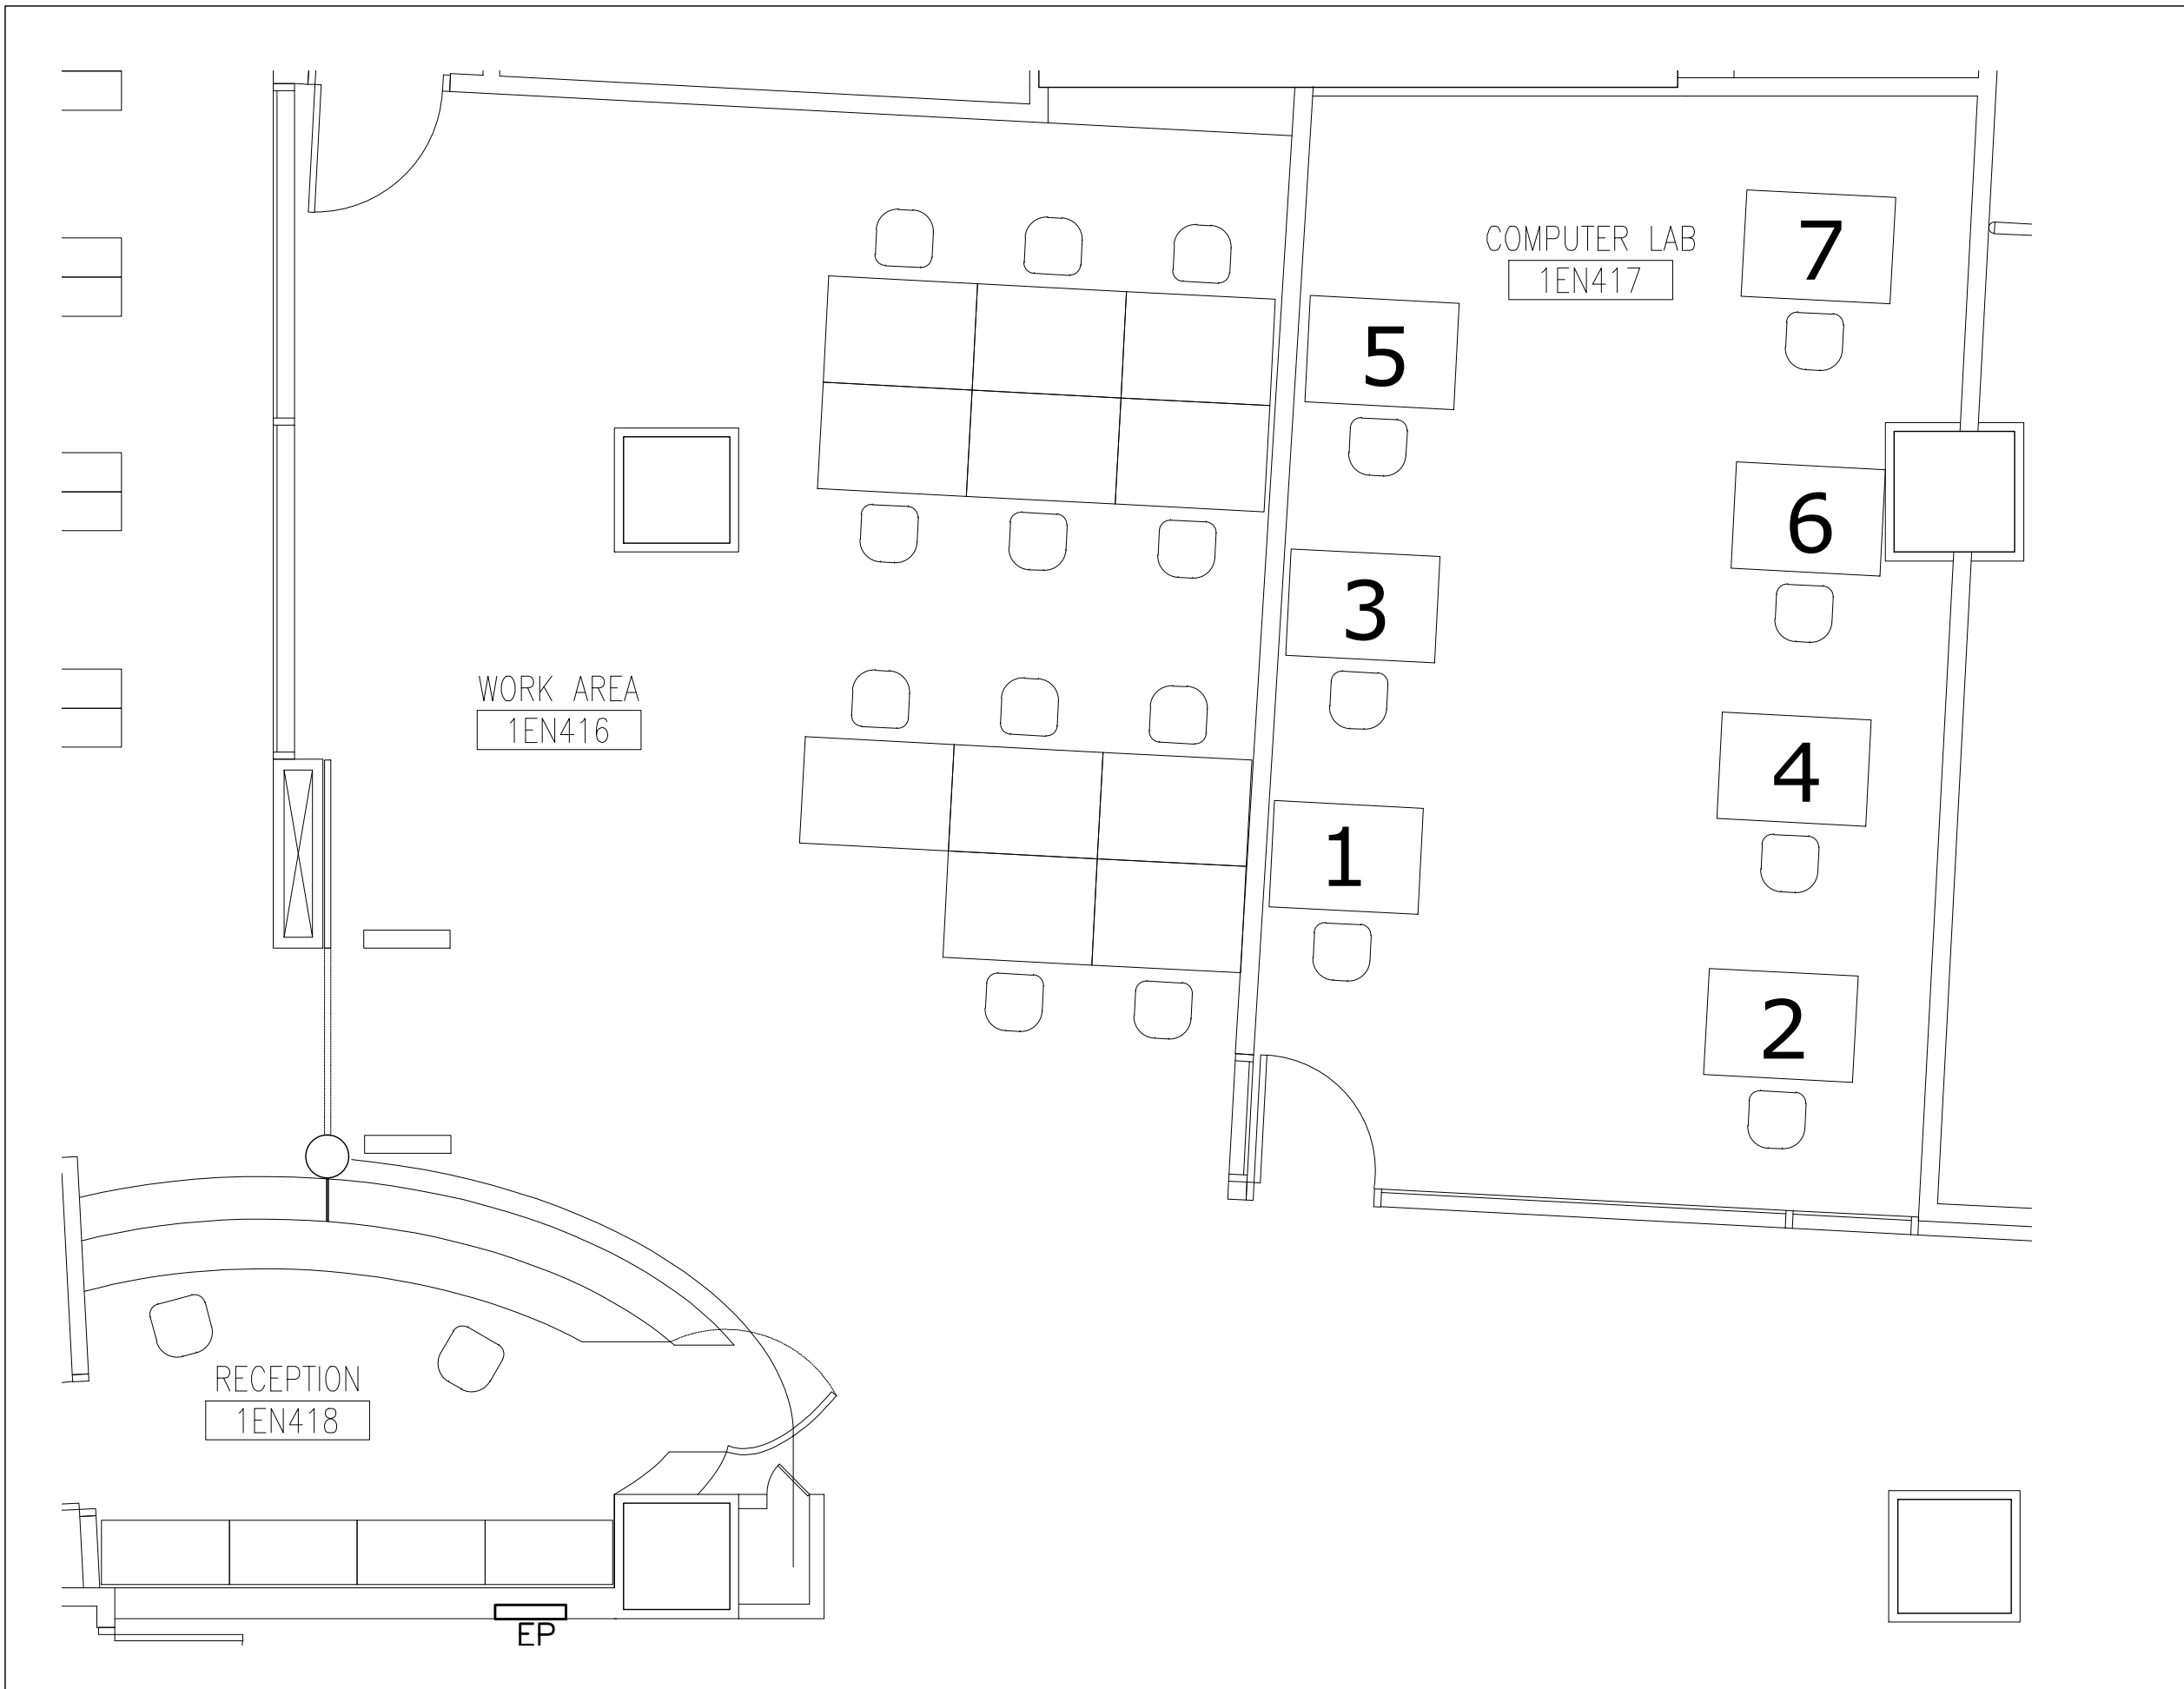 COMPUTER LAB
1EN417
7
5
6
3
WORK AREA
1EN416
4
1
2
RECEPTION
1EN418
EP